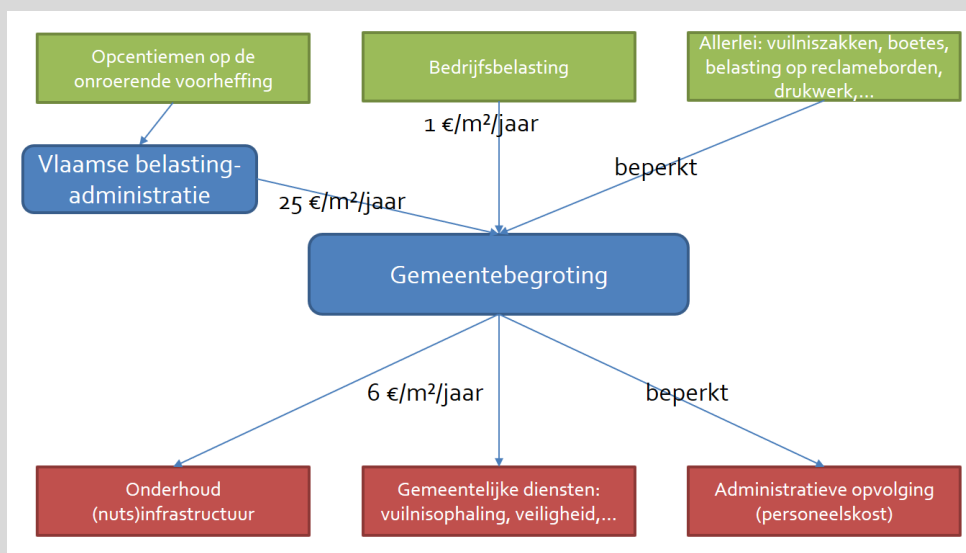 Opcentiemen op de
onroerende voorheffing
Bedrijfsbelasting
Allerlei: vuilniszakken, boetes,
belasting op reclameborden,
drukwerk,...
1 €/m²/jaar
beperkt
Vlaamse belasting-
administratie
25 €/m²/jaar
Gemeentebegroting
6 €/m²/jaar
beperkt
Onderhoud
(nuts)infrastructuur
Gemeentelijke diensten:
vuilnisophaling, veiligheid,...
Administratieve opvolging
(personeelskost)